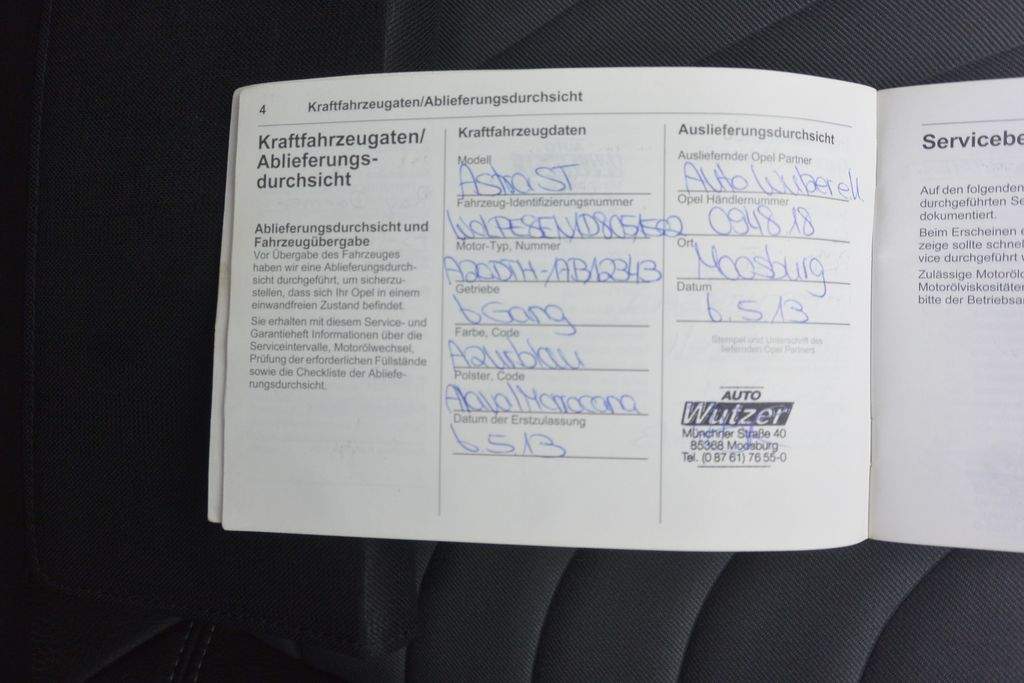 4 Kraftfahrzeugaten/Ablieferungsdurchsicht
Kraftfahrzeugaten/
Ablieferungs-
durchsicht
Ablieferungsdurchsicht und
Fahrzeugübergabe
Vor Übergabe des Fahrzeuges
haben wir eine Ablieferungsdurch-
sicht durchgeführt, um sicherzu-
stellen, dass sich Ihr Opel in einem
einwandfreien Zustand befindet.
Sie erhalten mit diesem Service- und
Garantieheft Informationen über die
Serviceintervalle, Motorölwechsel,
Prüfung der erforderlichen Füllstände
sowie die Checkliste der Abliefe-
rungsdurchsicht.
Kraftfahrzeugdaten
Modell
Astra ST
Fahrzeug-Identifizierungsnummer
Motor-Typ, Nummer
Getriebe
6 Gang
Farbe, Code
Azurblau
Polster, Code
Datum der Erstzulassung
6.5.13
Auslieferungsdurchsicht
Ausliefernder Opel Partner
Auto
Opel Händlernummer
094818
Ort
Moosburg
Datum
6.5.13
Stempel und Unterschrift des
liefernden Opel Partners
AUTO
Wutzer
Münchner Straße 40
85368 Moosburg
Tel. (0 87 61) 76 55-0
Servicebe
Auf den folgenden
durchgeführten Se
dokumentiert.
Beim Erscheinen
zeige sollte schne
vice durchgeführt
Zulässige Motorölq
Motorölviskositäten
bitte der Betriebsan